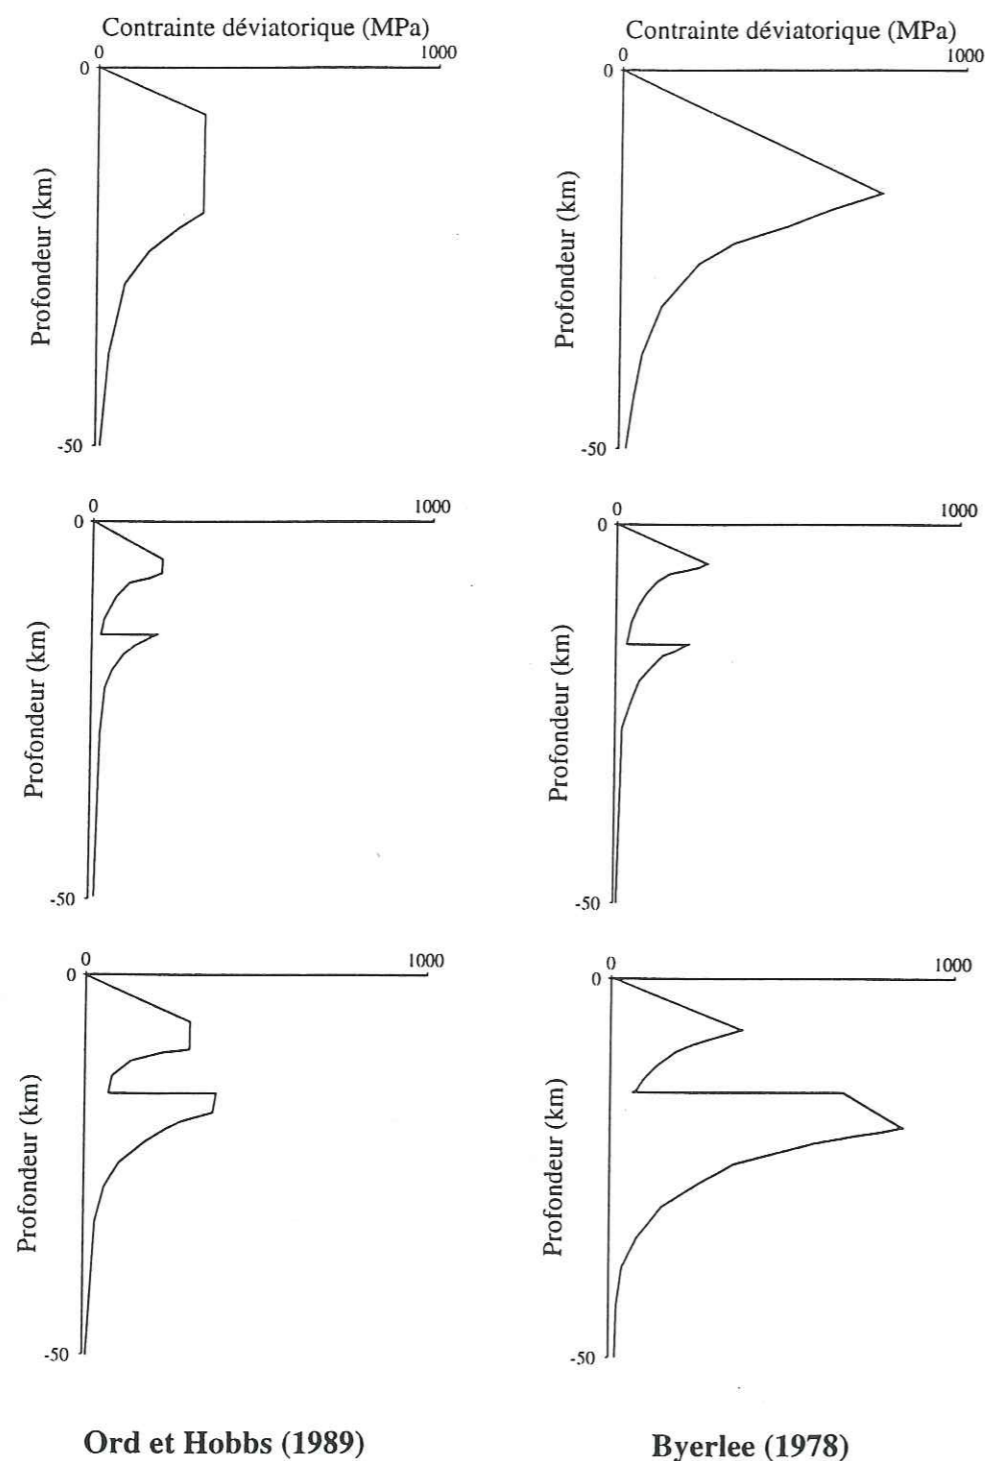 Contrainte déviatorique (MPa)
0 1000
0
Profondeur (km)
-50
Contrainte déviatorique (MPa)
0 1000
0
Profondeur (km)
-50
0 1000
0
Profondeur (km)
-50
0 1000
0
Profondeur (km)
-50
0 1000
0
Profondeur (km)
-50
0 1000
0
Profondeur (km)
-50
Ord et Hobbs (1989)
Byerlee (1978)